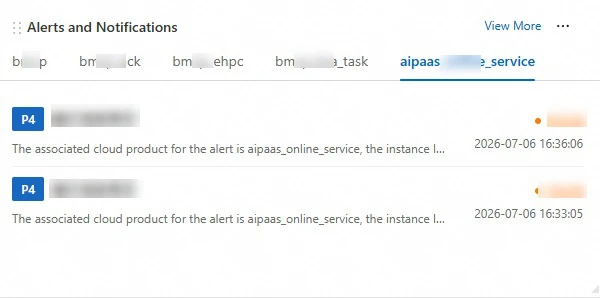 Alerts and Notifications
View More
aipaas_service
P4
The associated cloud product for the alert is aipaas_online_service, the instance I...
2026-07-06 16:36:06
P4
The associated cloud product for the alert is aipaas_online_service, the instance I...
2026-07-06 16:33:05